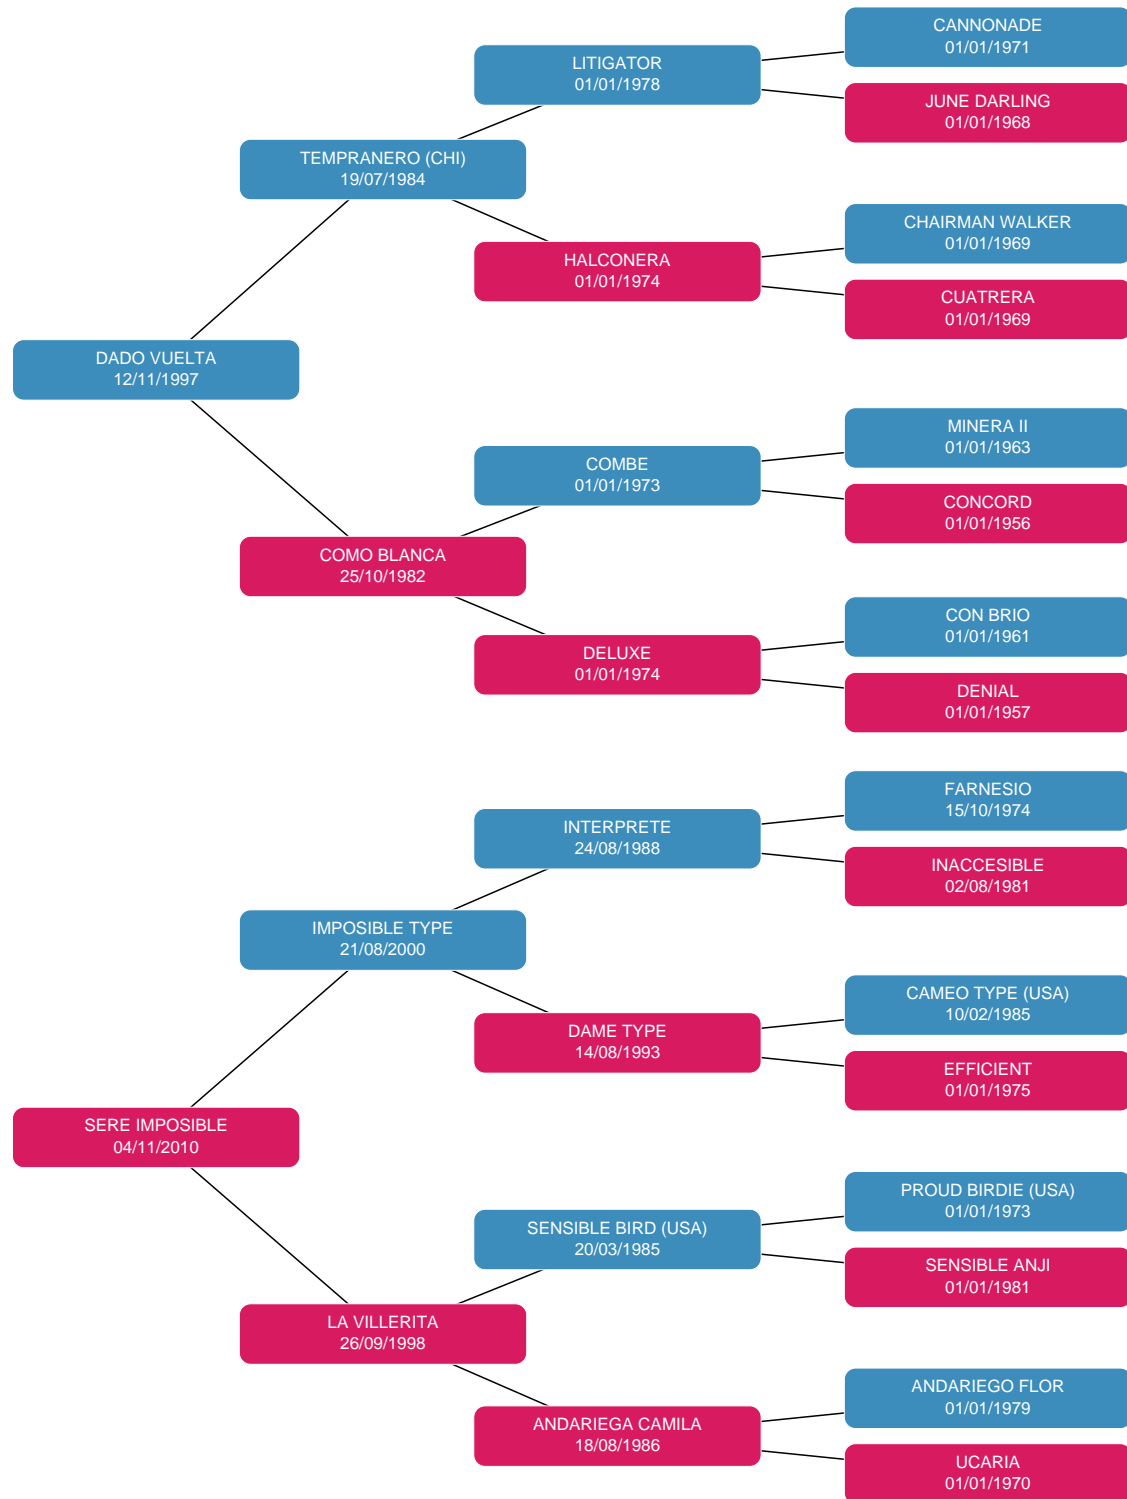 CANNONADE
01/01/1971
LITIGATOR
01/01/1978
JUNE DARLING
01/01/1968
TEMPRANERO (CHI)
19/07/1984
CHAIRMAN WALKER
01/01/1969
HALCONERA
01/01/1974
CUATRERA
01/01/1969
DADO VUELTA
12/11/1997
MINERA II
01/01/1963
COMBE
01/01/1973
CONCORD
01/01/1956
COMO BLANCA
25/10/1982
CON BRIO
01/01/1961
DELUXE
01/01/1974
DENIAL
01/01/1957
FARNESIO
15/10/1974
INTERPRETE
24/08/1988
INACCESIBLE
02/08/1981
IMPOSIBLE TYPE
21/08/2000
CAMEO TYPE (USA)
10/02/1985
DAME TYPE
14/08/1993
EFFICIENT
01/01/1975
SERE IMPOSIBLE
04/11/2010
PROUD BIRDIE (USA)
01/01/1973
SENSIBLE BIRD (USA)
20/03/1985
SENSIBLE ANJI
01/01/1981
LA VILLERITA
26/09/1998
ANDARIEGO FLOR
01/01/1979
ANDARIEGA CAMILA
18/08/1986
UCARIA
01/01/1970